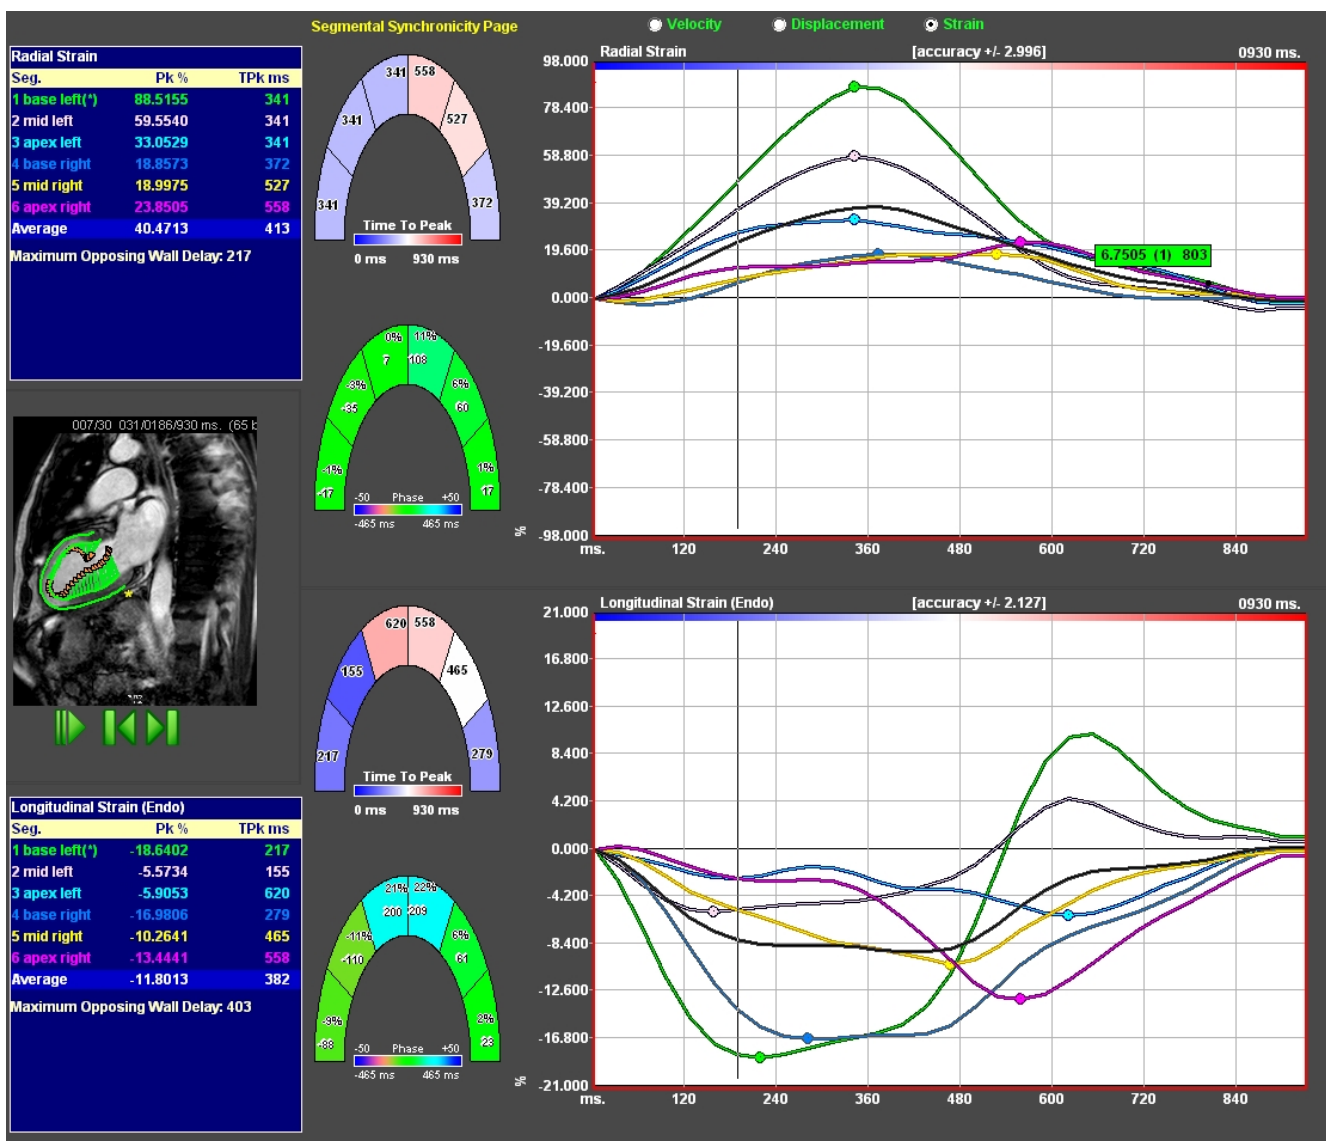 Segmental Synchronicity Page
Velocity Displacement Strain
Radial Strain
Seg. Pk % TPk ms
1 base left(*) 88.5155 341
2 mid left 59.5540 341
3 apex left 33.0529 341
4 base right 18.8573 372
5 mid right 18.9975 527
6 apex right 23.8505 558
Average 40.4713 413
Maximum Opposing Wall Delay: 217
341 558
341 527
341 372
Time To Peak
0 ms 930 ms
0% 11%
7 108
-3% 6%
-35 60
-1% 1%
-17 17
-50 Phase +50
-465 ms 465 ms
Radial Strain [accuracy +/- 2.996] 0930 ms.
98.000
78.400
58.800
39.200
19.600
0.000
-19.600
-39.200
-58.800
-78.400
-98.000
%
6.7505 (1) 803
ms. 120 240 360 480 600 720 840
007/30 031/0186/930 ms. (65 b
*
Longitudinal Strain (Endo)
Seg. Pk % TPk ms
1 base left(*) -18.6402 217
2 mid left -5.5734 155
3 apex left -5.9053 620
4 base right -16.9806 279
5 mid right -10.2641 465
6 apex right -13.4441 558
Average -11.8013 382
Maximum Opposing Wall Delay: 403
620 558
155 465
217 279
Time To Peak
0 ms 930 ms
21% 22%
200 209
-11% 6%
-110 61
-9% 2%
-88 23
-50 Phase +50
-465 ms 465 ms
Longitudinal Strain (Endo) [accuracy +/- 2.127] 0930 ms.
21.000
16.800
12.600
8.400
4.200
0.000
-4.200
-8.400
-12.600
-16.800
-21.000
%
ms. 120 240 360 480 600 720 840